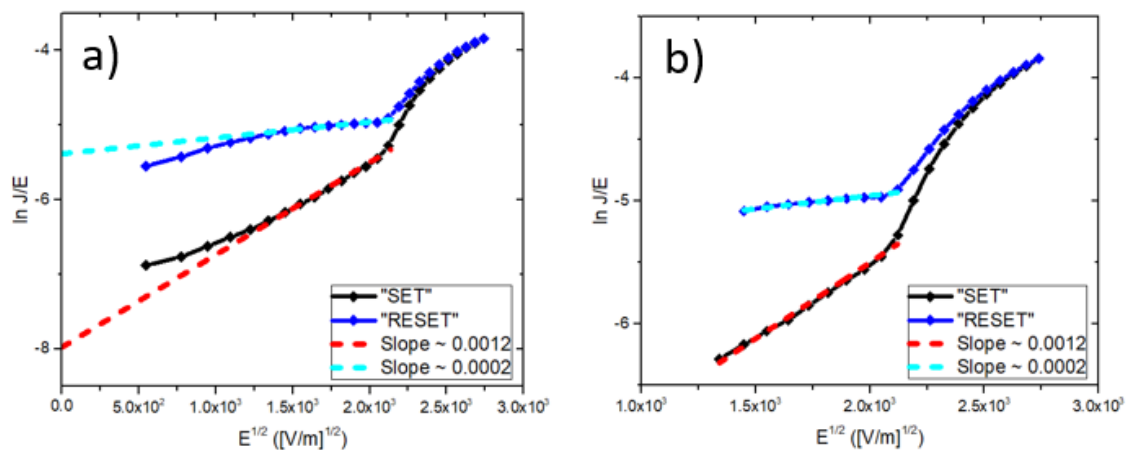 a)
-4
-6
-8
ln J/E
0.0
5.0x10²
1.0x10³
1.5x10³
2.0x10³
2.5x10³
3.0x10³
E^1/2 ([V/m]^1/2)
"SET"
"RESET"
Slope ~ 0.0012
Slope ~ 0.0002
b)
-4
-5
-6
ln J/E
1.0x10³
1.5x10³
2.0x10³
2.5x10³
3.0x10³
E^1/2 ([V/m]^1/2)
"SET"
"RESET"
Slope ~ 0.0012
Slope ~ 0.0002